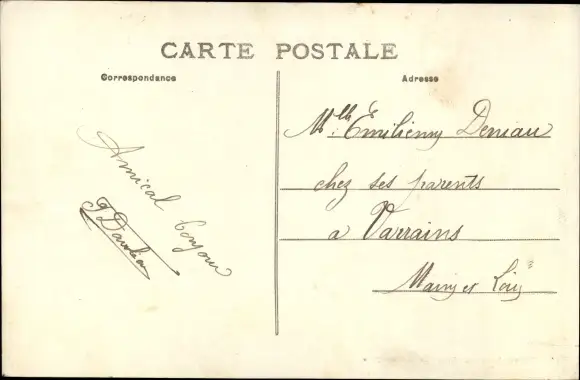 CARTE POSTALE
Correspondance
Adresse
Amical bonjour
Mlle Emilienne Deniau
chez ses parents
a Varrains
Maine et Loire